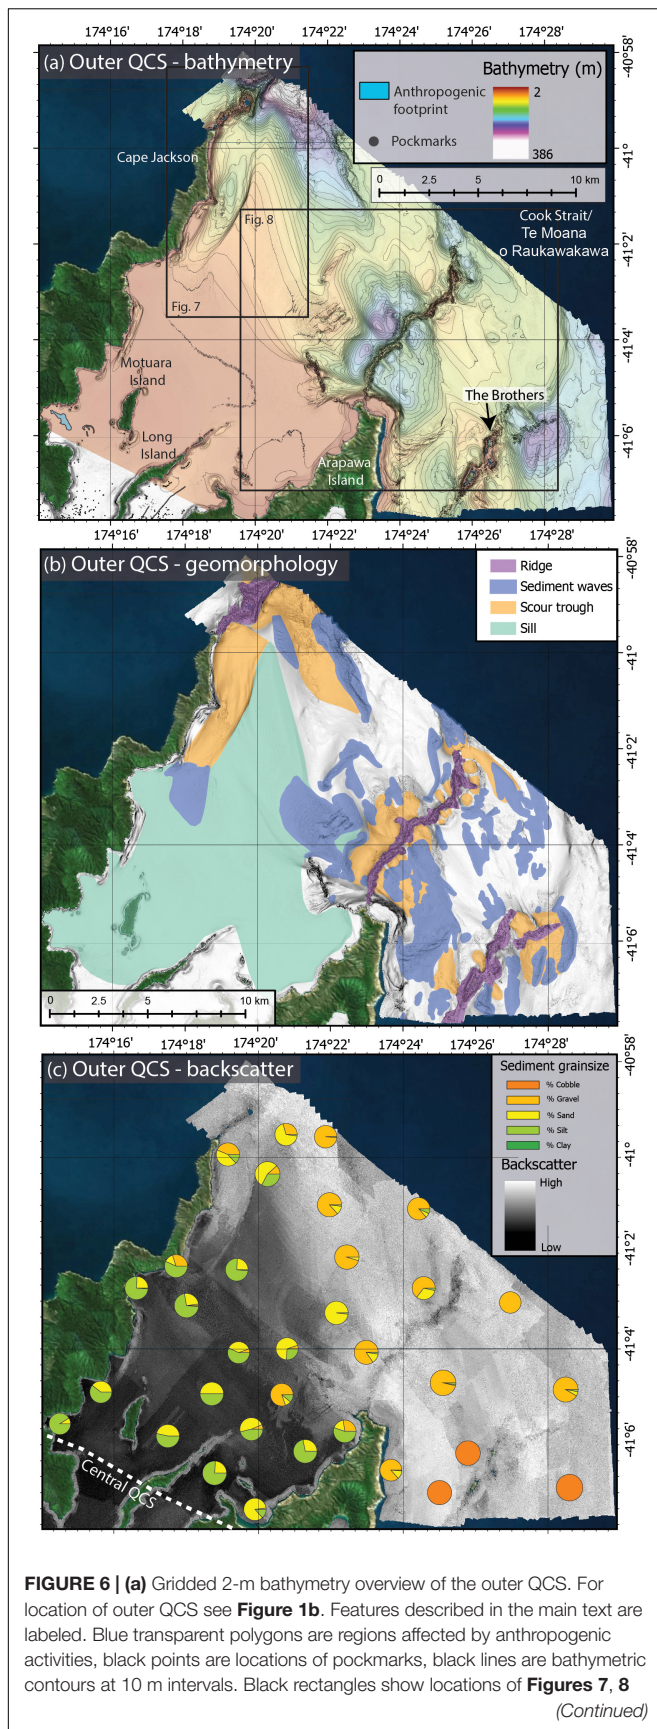 174°16' 174°18' 174°20' 174°22' 174°24' 174°26' 174°28'
-40°58'
(a) Outer QCS - bathymetry
Bathymetry (m)
Anthropogenic
footprint
2
Pockmarks
386
-41°
0 2.5 5 10 km
Cape Jackson
Fig. 8
Cook Strait/
Te Moana
o Raukawakawa
-41°2'
Fig. 7
-41°4'
Motuara
Island
The Brothers
Long
Island
-41°6'
Arapawa
Island
174°16' 174°18' 174°20' 174°22' 174°24' 174°26' 174°28'
-40°58'
(b) Outer QCS - geomorphology
Ridge
Sediment waves
Scour trough
Sill
-41°
-41°2'
-41°4'
-41°6'
0 2.5 5 10 km
174°16' 174°18' 174°20' 174°22' 174°24' 174°26' 174°28'
-40°58'
(c) Outer QCS - backscatter
Sediment grainsize
% Cobble
% Gravel
% Sand
% Silt
% Clay
Backscatter
High
Low
-41°
-41°2'
-41°4'
-41°6'
Central QCS
FIGURE 6 | (a) Gridded 2-m bathymetry overview of the outer QCS. For
location of outer QCS see Figure 1b. Features described in the main text are
labeled. Blue transparent polygons are regions affected by anthropogenic
activities, black points are locations of pockmarks, black lines are bathymetric
contours at 10 m intervals. Black rectangles show locations of Figures 7, 8
(Continued)